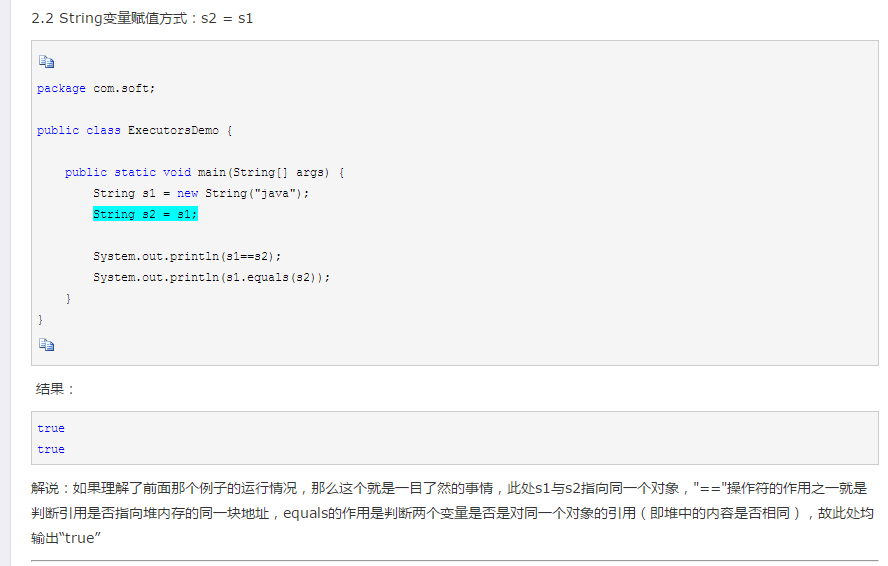 2.2 String变量赋值方式：s2 = s1
package com.soft;
public class ExecutorsDemo {
public static void main(String[] args) {
String s1 = new String("java");
String s2 = s1;
System.out.println(s1==s2);
System.out.println(s1.equals(s2));
}
}
结果：
true
true
解说：如果理解了前面那个例子的运行情况，那么这个就是一目了然的事情，此处s1与s2指向同一个对象，"=="操作符的作用之一就是
判断引用是否指向堆内存的同一块地址，equals的作用是判断两个变量是否是对同一个对象的引用（即堆中的内容是否相同），故此处均
输出“true”